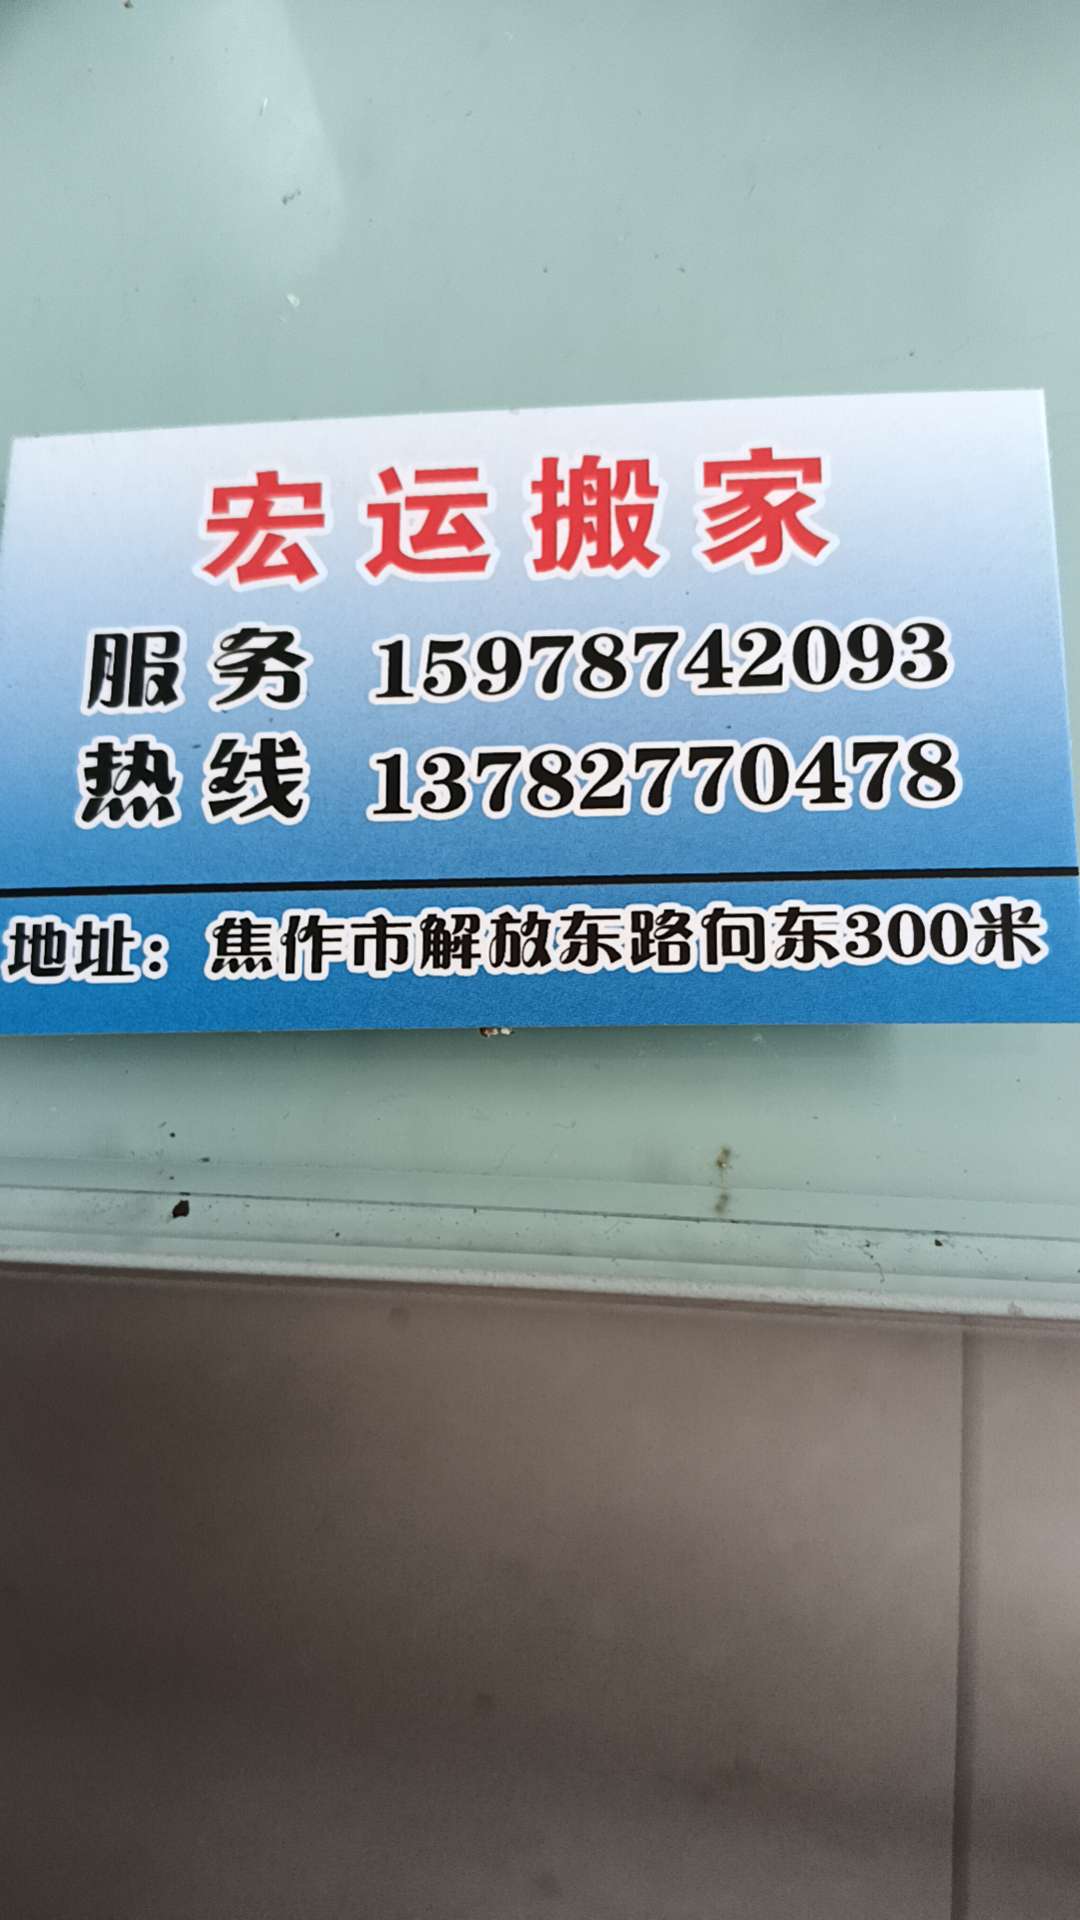 宏运搬家
服务 15978742093
热线 13782770478
地址：焦作市解放东路向东300米